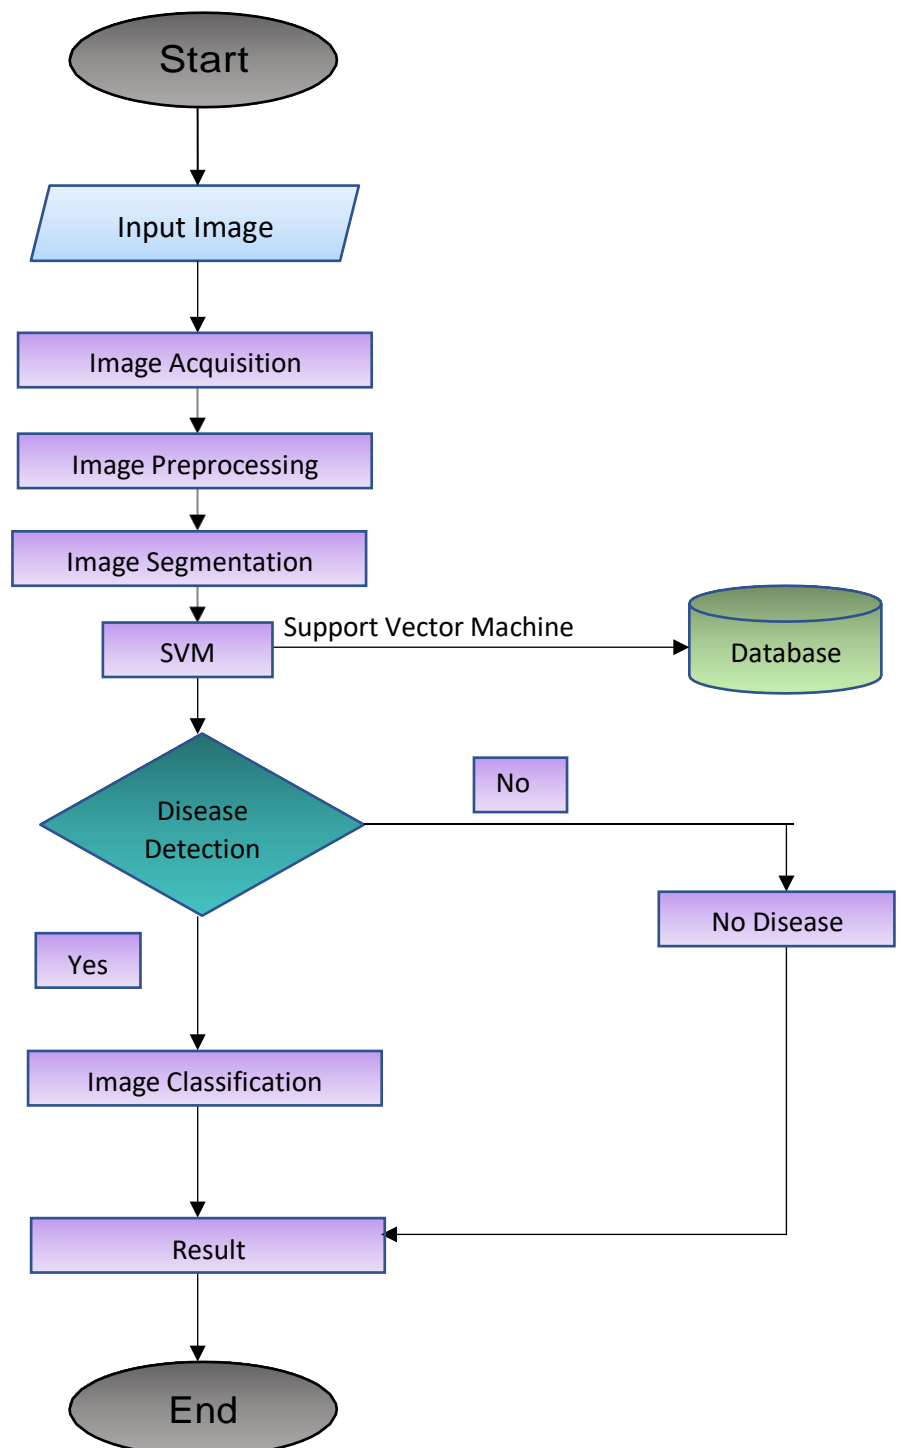 Start
Input Image
Image Acquisition
Image Preprocessing
Image Segmentation
SVM
Support Vector Machine
Database
Disease
Detection
No
No Disease
Yes
Image Classification
Result
End